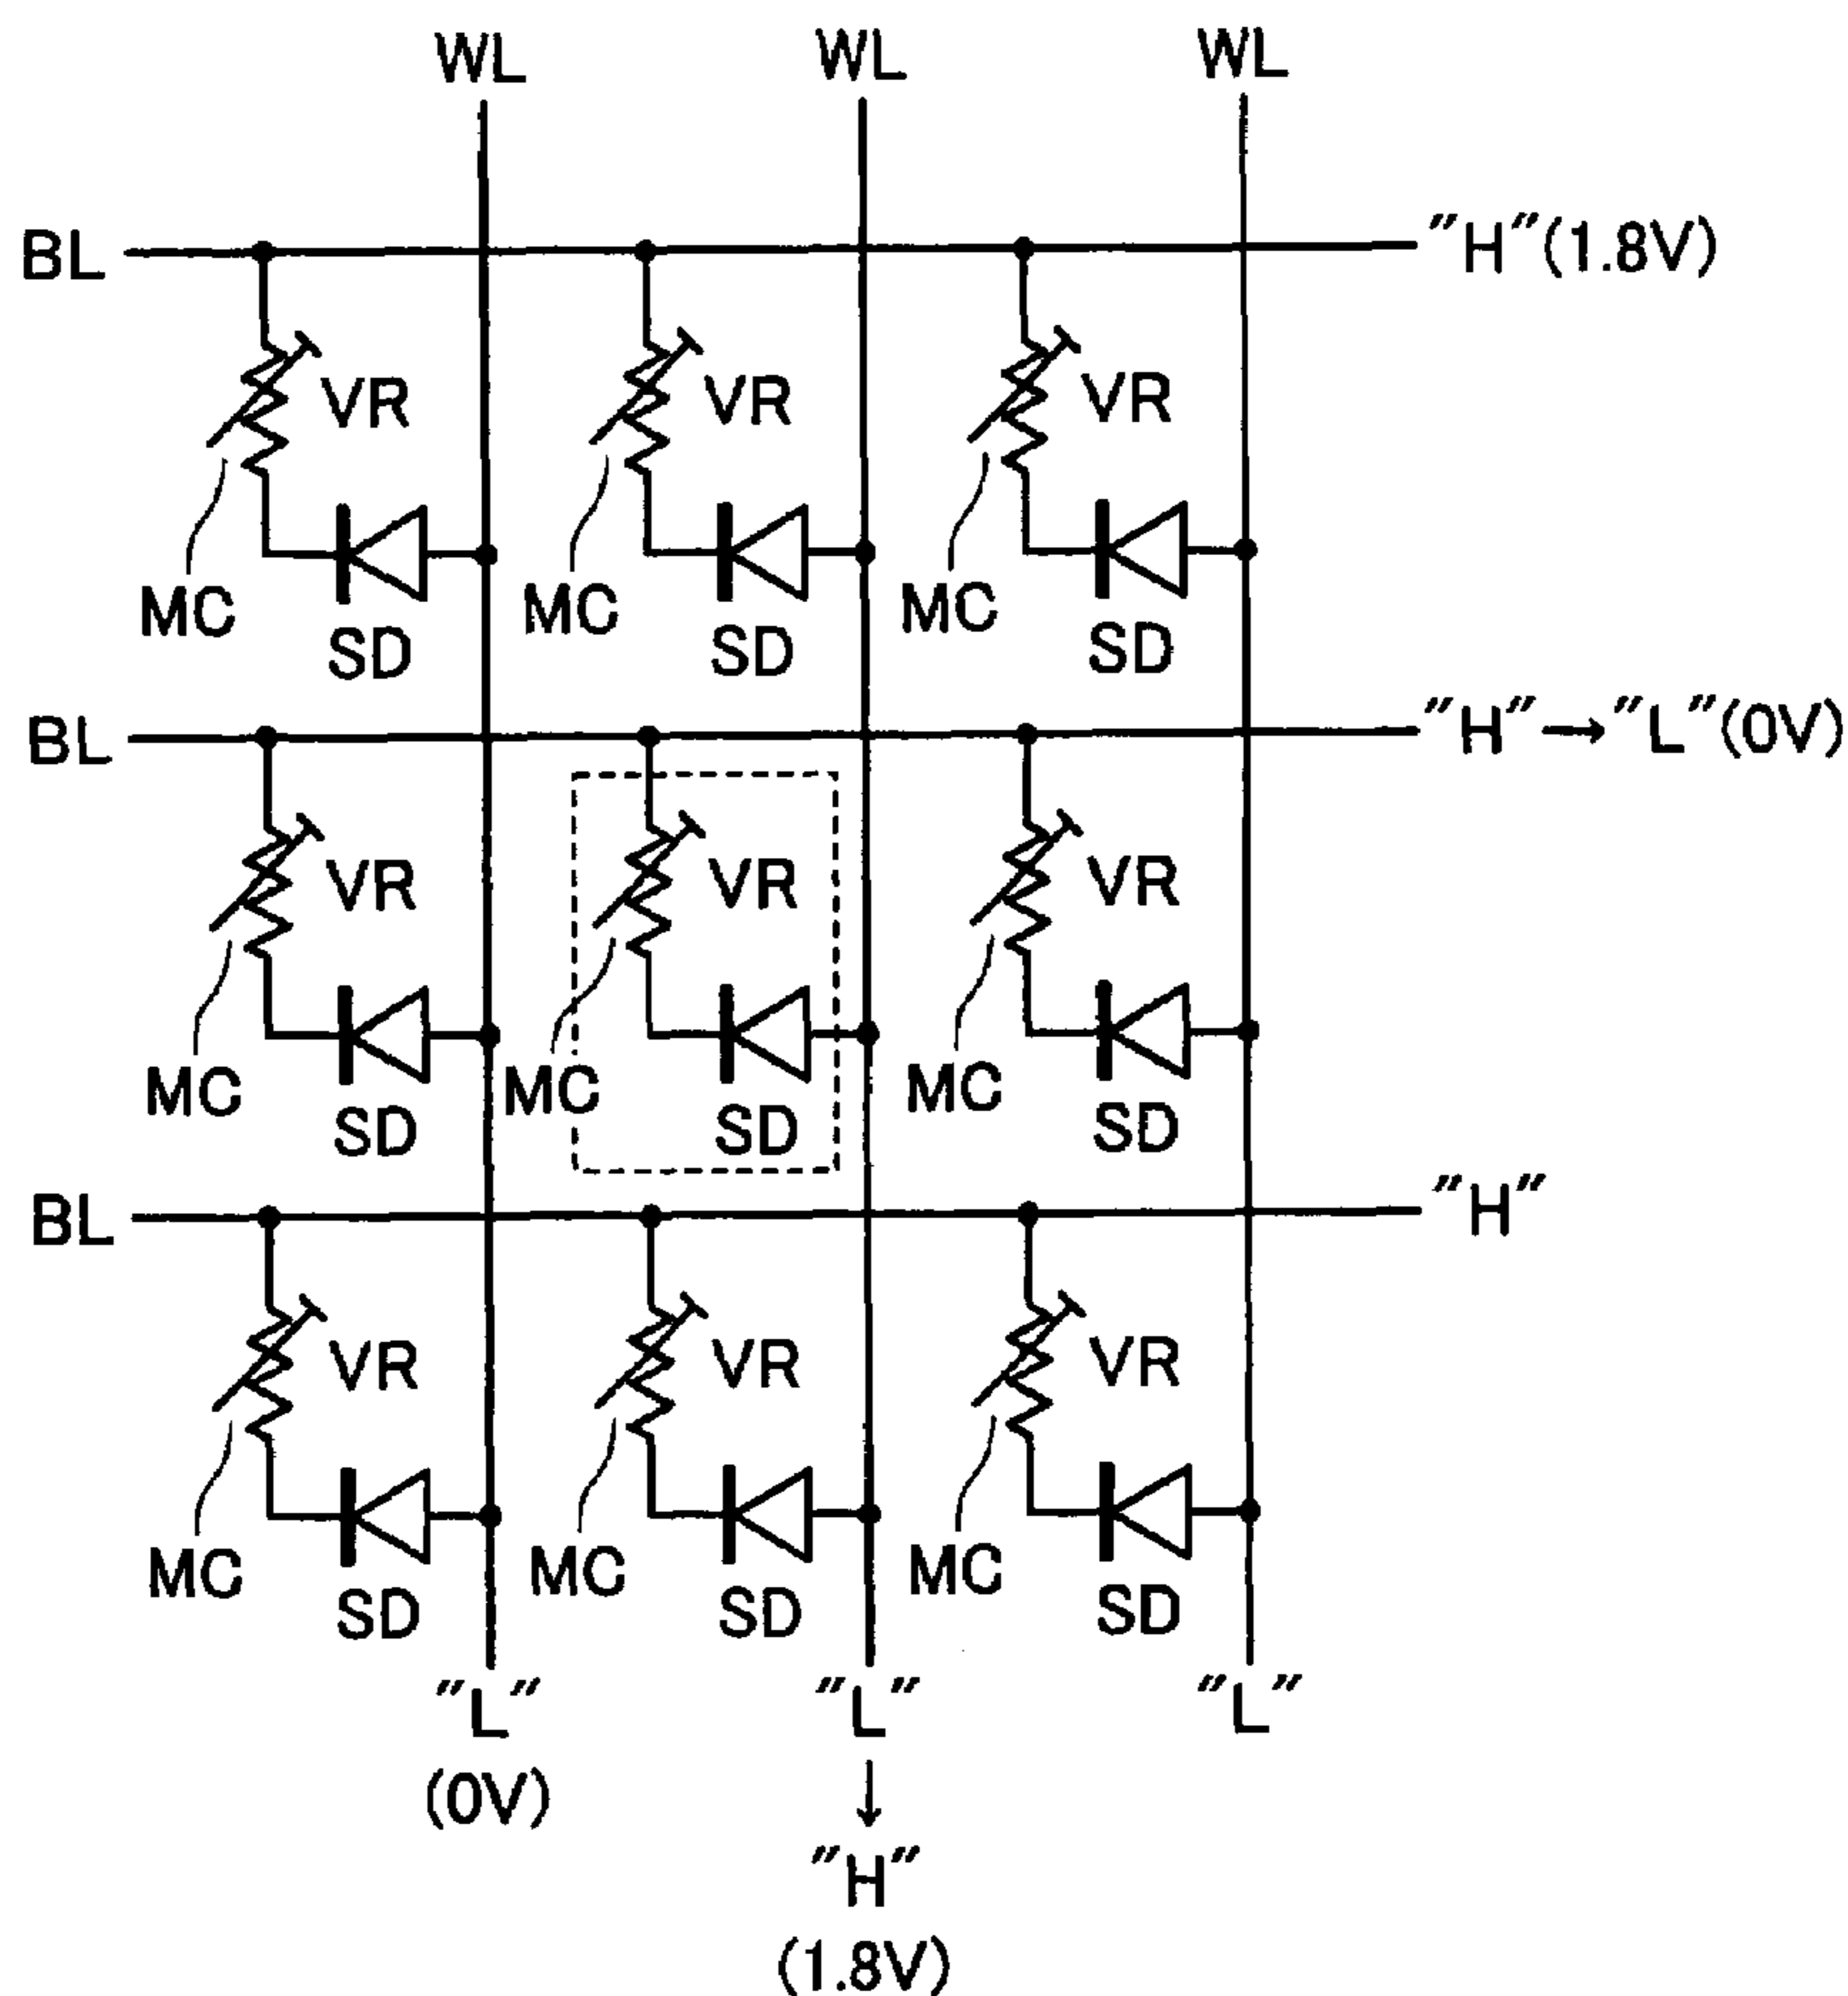 WL WL WL
BL "H"(1.8V)
VR VR VR
MC MC MC
SD SD SD
BL "H" → "L"(0V)
VR VR VR
MC MC MC
SD SD SD
BL "H"
VR VR VR
MC MC MC
SD SD SD
"L" "L" "L"
(0V) ↓
"H"
(1.8V)